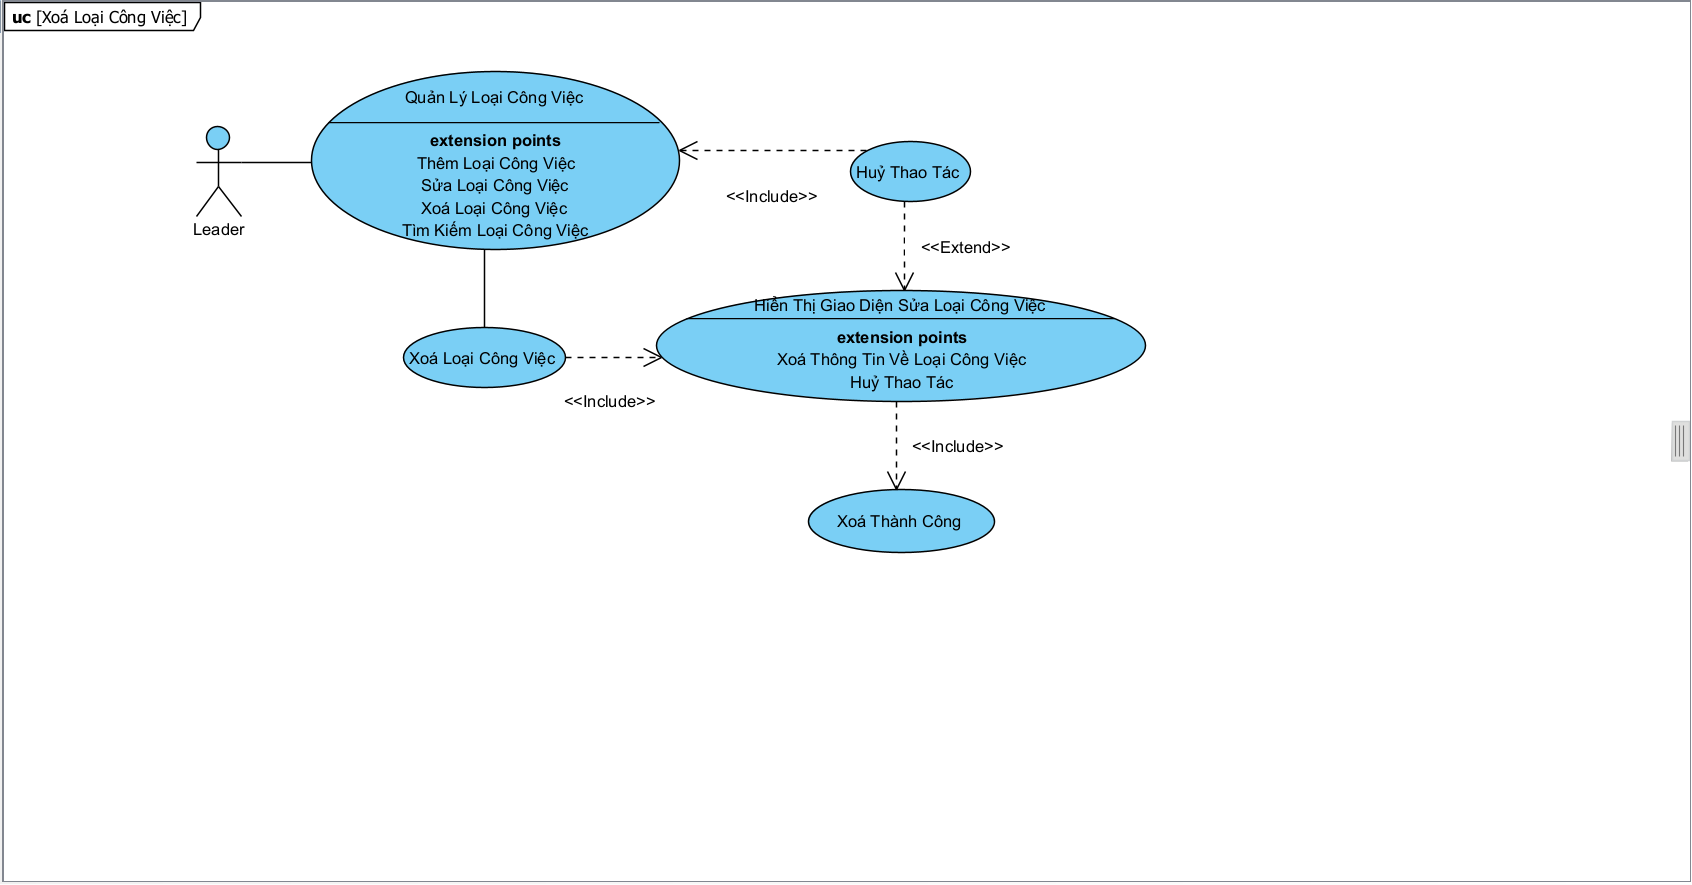 uc [Xoá Loại Công Việc]
Quản Lý Loại Công Việc
extension points
Thêm Loại Công Việc
Sửa Loại Công Việc
Xoá Loại Công Việc
Tìm Kiếm Loại Công Việc
Leader
Huỷ Thao Tác
<<Include>>
<<Extend>>
Hiển Thị Giao Diện Sửa Loại Công Việc
extension points
Xoá Thông Tin Về Loại Công Việc
Huỷ Thao Tác
Xoá Loại Công Việc
<<Include>>
<<Include>>
Xoá Thành Công